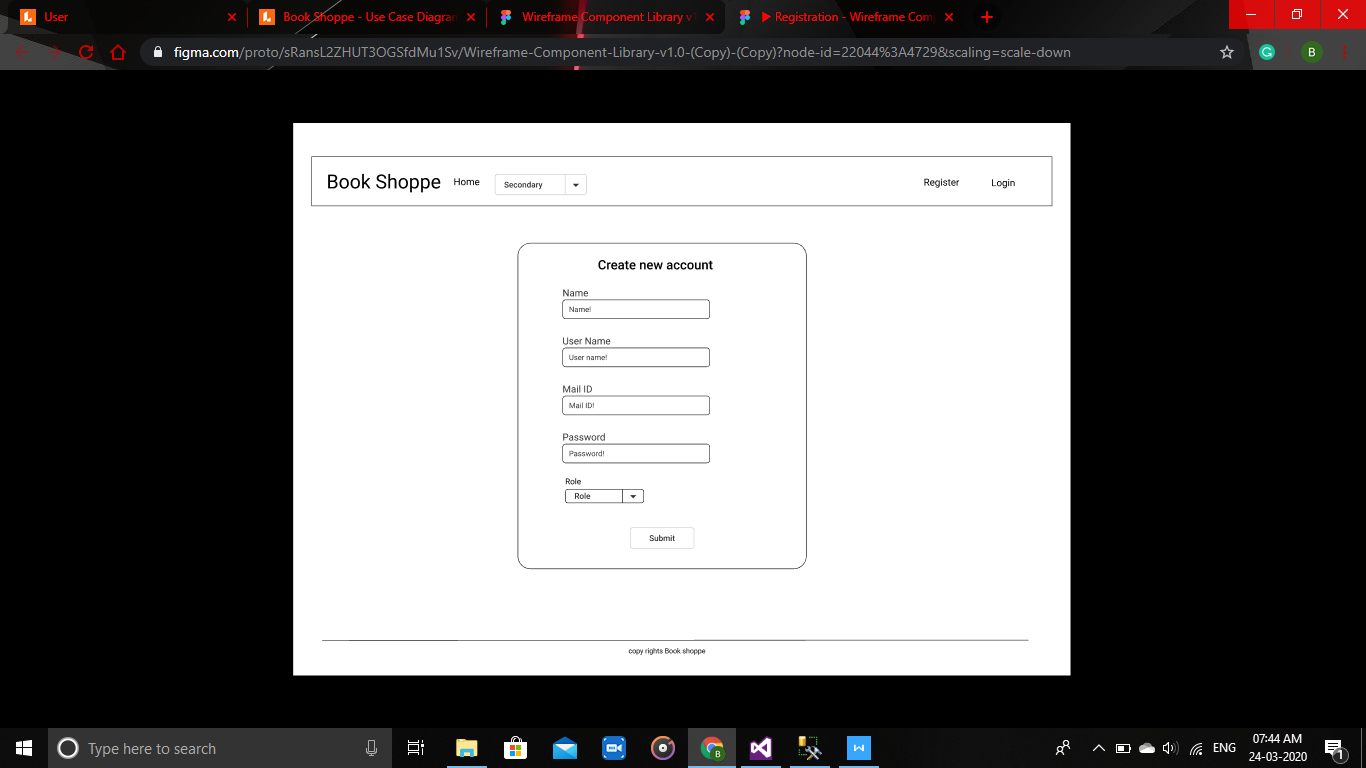 User
Book Shoppe - Use Case Diagram
Wireframe Component Library v
Registration - Wireframe Com
figma.com/proto/sRansL2ZHUT3OGSfdMu1Sv/Wireframe-Component-Library-v1.0-(Copy)-(Copy)?node-id=22044%3A4729&scaling=scale-down
B
Book Shoppe Home Secondary Register Login
Create new account
Name
Name!
User Name
User name!
Mail ID
Mail ID!
Password
Password!
Role
Role
Submit
copy rights Book shoppe
Type here to search
B
ENG
07:44 AM
24-03-2020
1